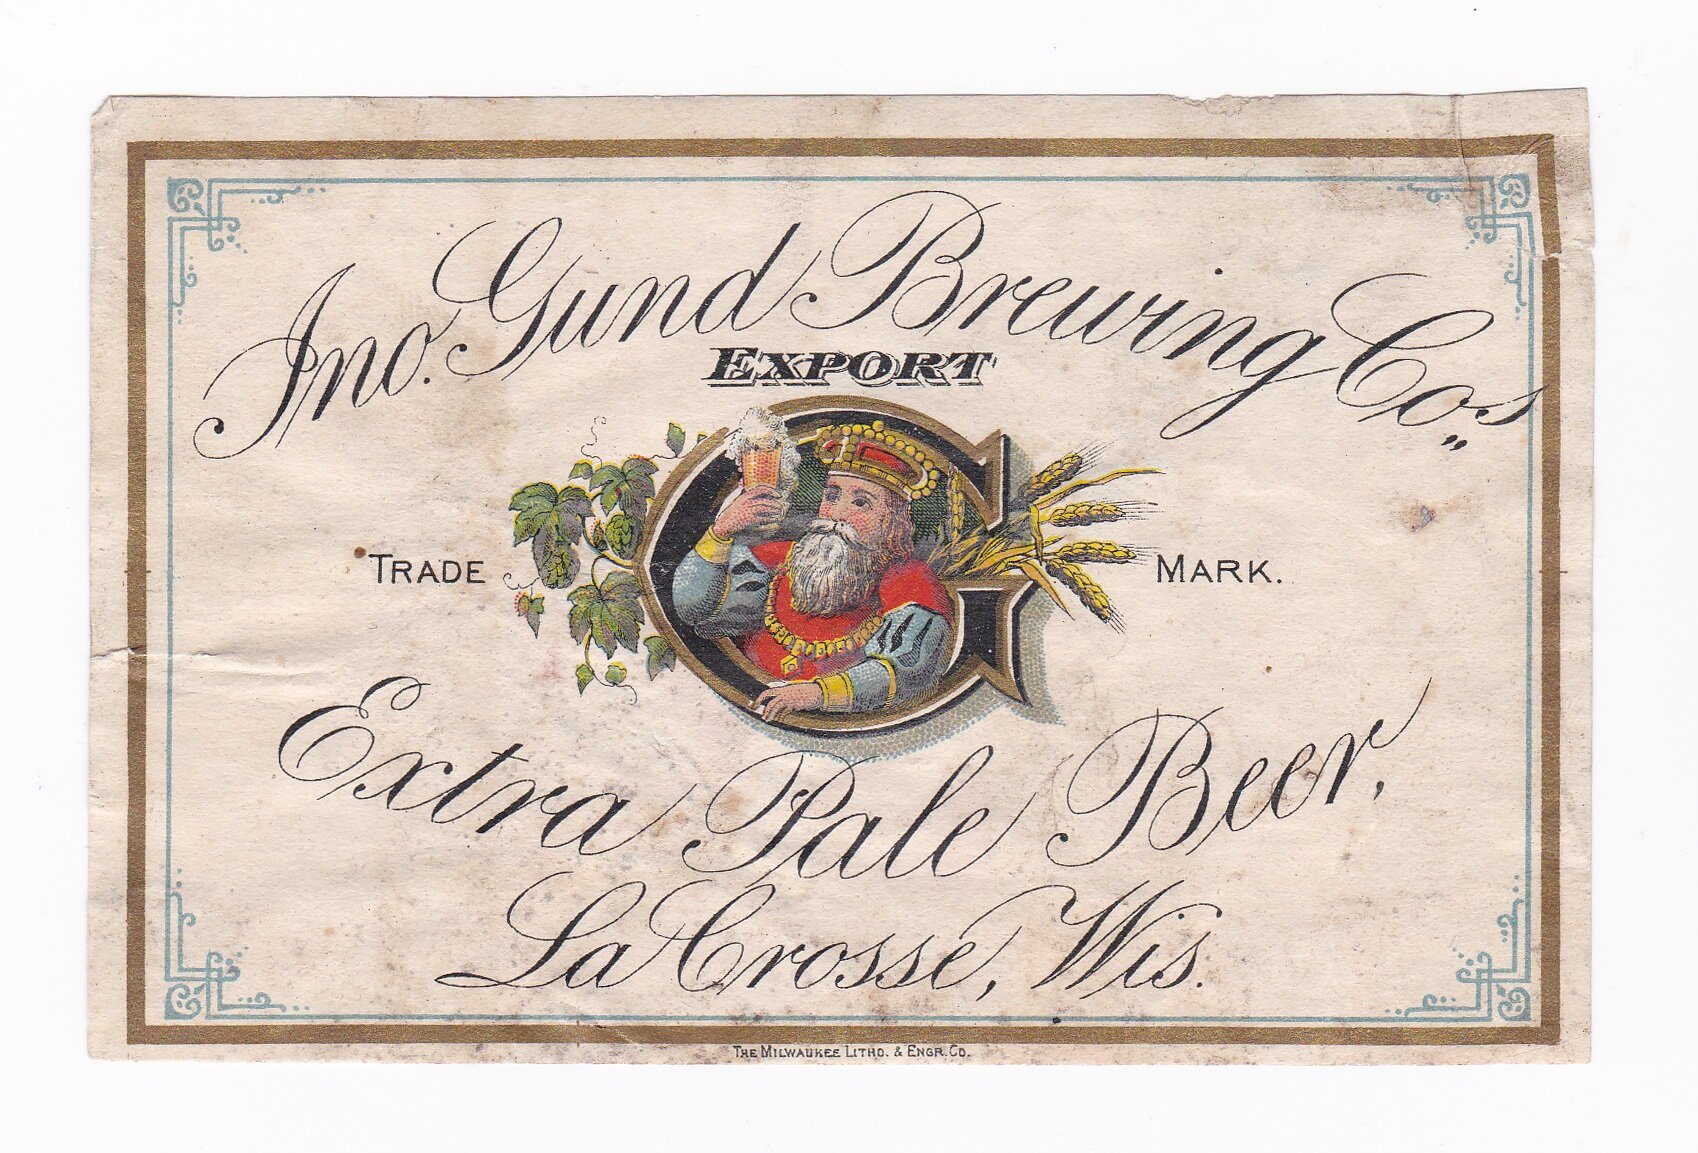 Jno. Gund Brewing Co's
EXPORT
TRADE MARK.
Extra Pale Beer,
La Crosse, Wis.
THE MILWAUKEE LITHO. & ENGR. CO.